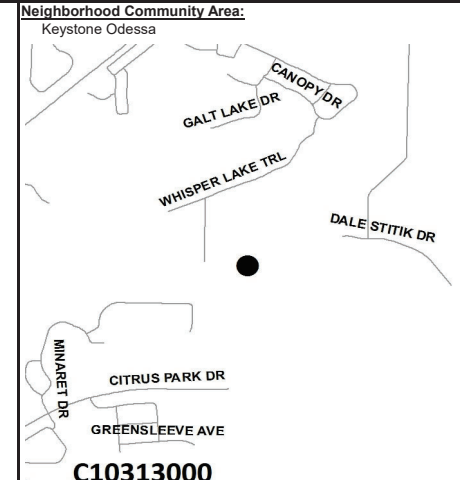 Neighborhood Community Area:
Keystone Odessa
CANOPY DR
GALT LAKE DR
WHISPER LAKE TRL
DALE STITIK DR
MINARET DR
CITRUS PARK DR
GREENSLEEVE AVE
C10313000